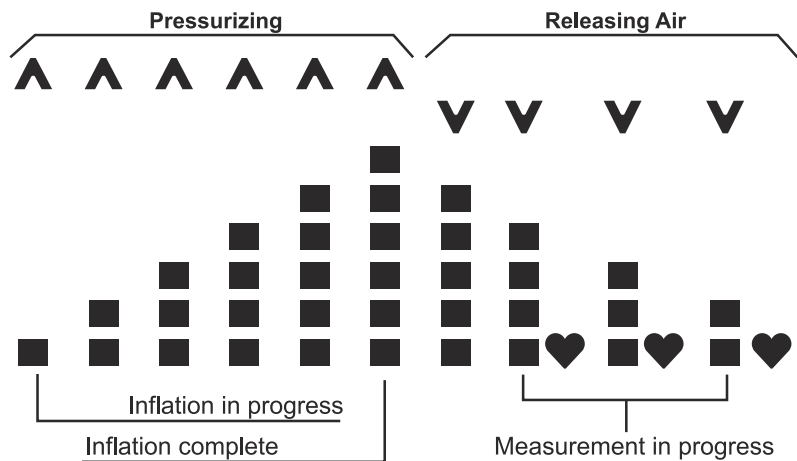 Pressurizing
Releasing Air
Inflation in progress
Inflation complete
Measurement in progress